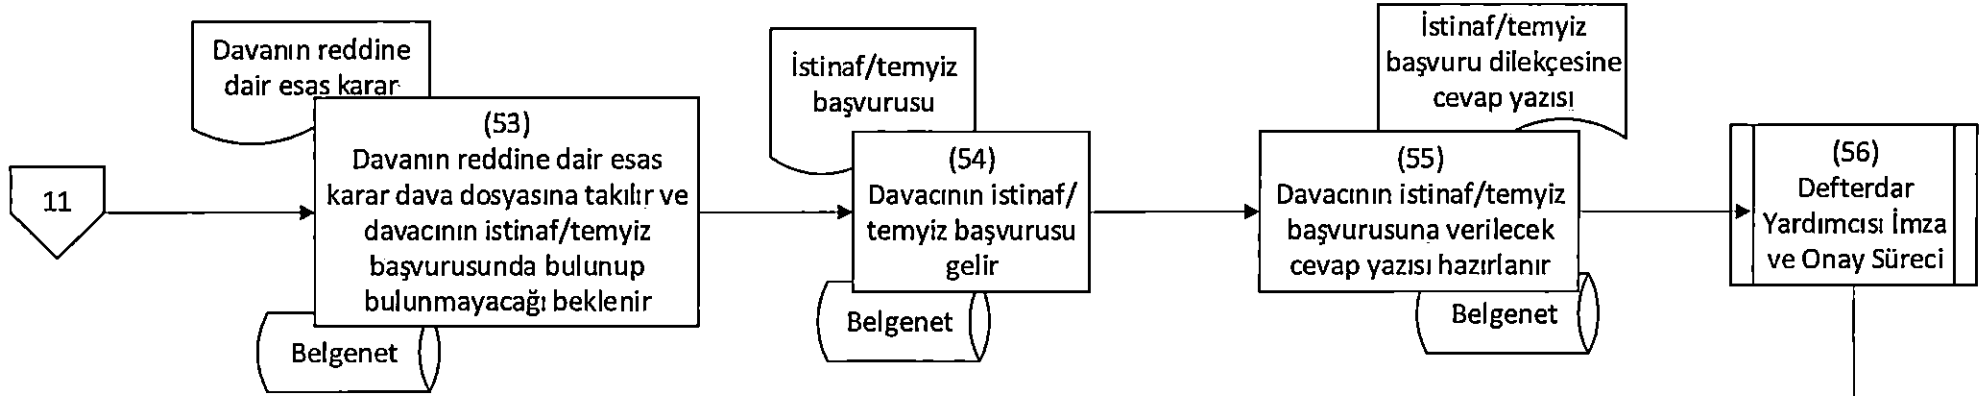 11
Davanın reddine
dair esas karar
(53)
Davanın reddine dair esas
karar dava dosyasına takılır ve
davacının istinaf/temyiz
başvurusunda bulunup
bulunmayacağı beklenir
Belgenet
İstinaf/temyiz
başvurusu
(54)
Davacının istinaf/
temyiz başvurusu
gelir
Belgenet
İstinaf/temyiz
başvuru dilekçesine
cevap yazısı
(55)
Davacının istinaf/temyiz
başvurusuna verilecek
cevap yazısı hazırlanır
Belgenet
(56)
Defterdar
Yardımcısı İmza
ve Onay Süreci